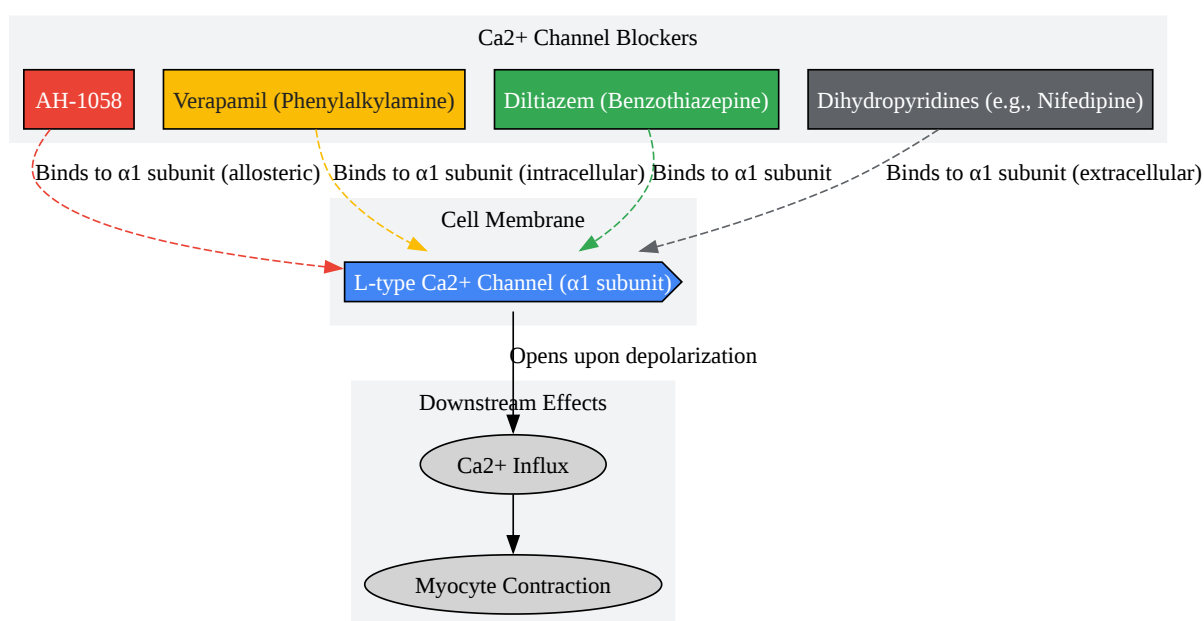 Ca2+ Channel Blockers
AH-1058
Verapamil (Phenylalkylamine)
Diltiazem (Benzothiazepine)
Dihydropyridines (e.g., Nifedipine)
Binds to α1 subunit (allosteric)
Binds to α1 subunit (intracellular)
Binds to α1 subunit
Binds to α1 subunit (extracellular)
Cell Membrane
L-type Ca2+ Channel (α1 subunit)
Opens upon depolarization
Downstream Effects
Ca2+ Influx
Myocyte Contraction